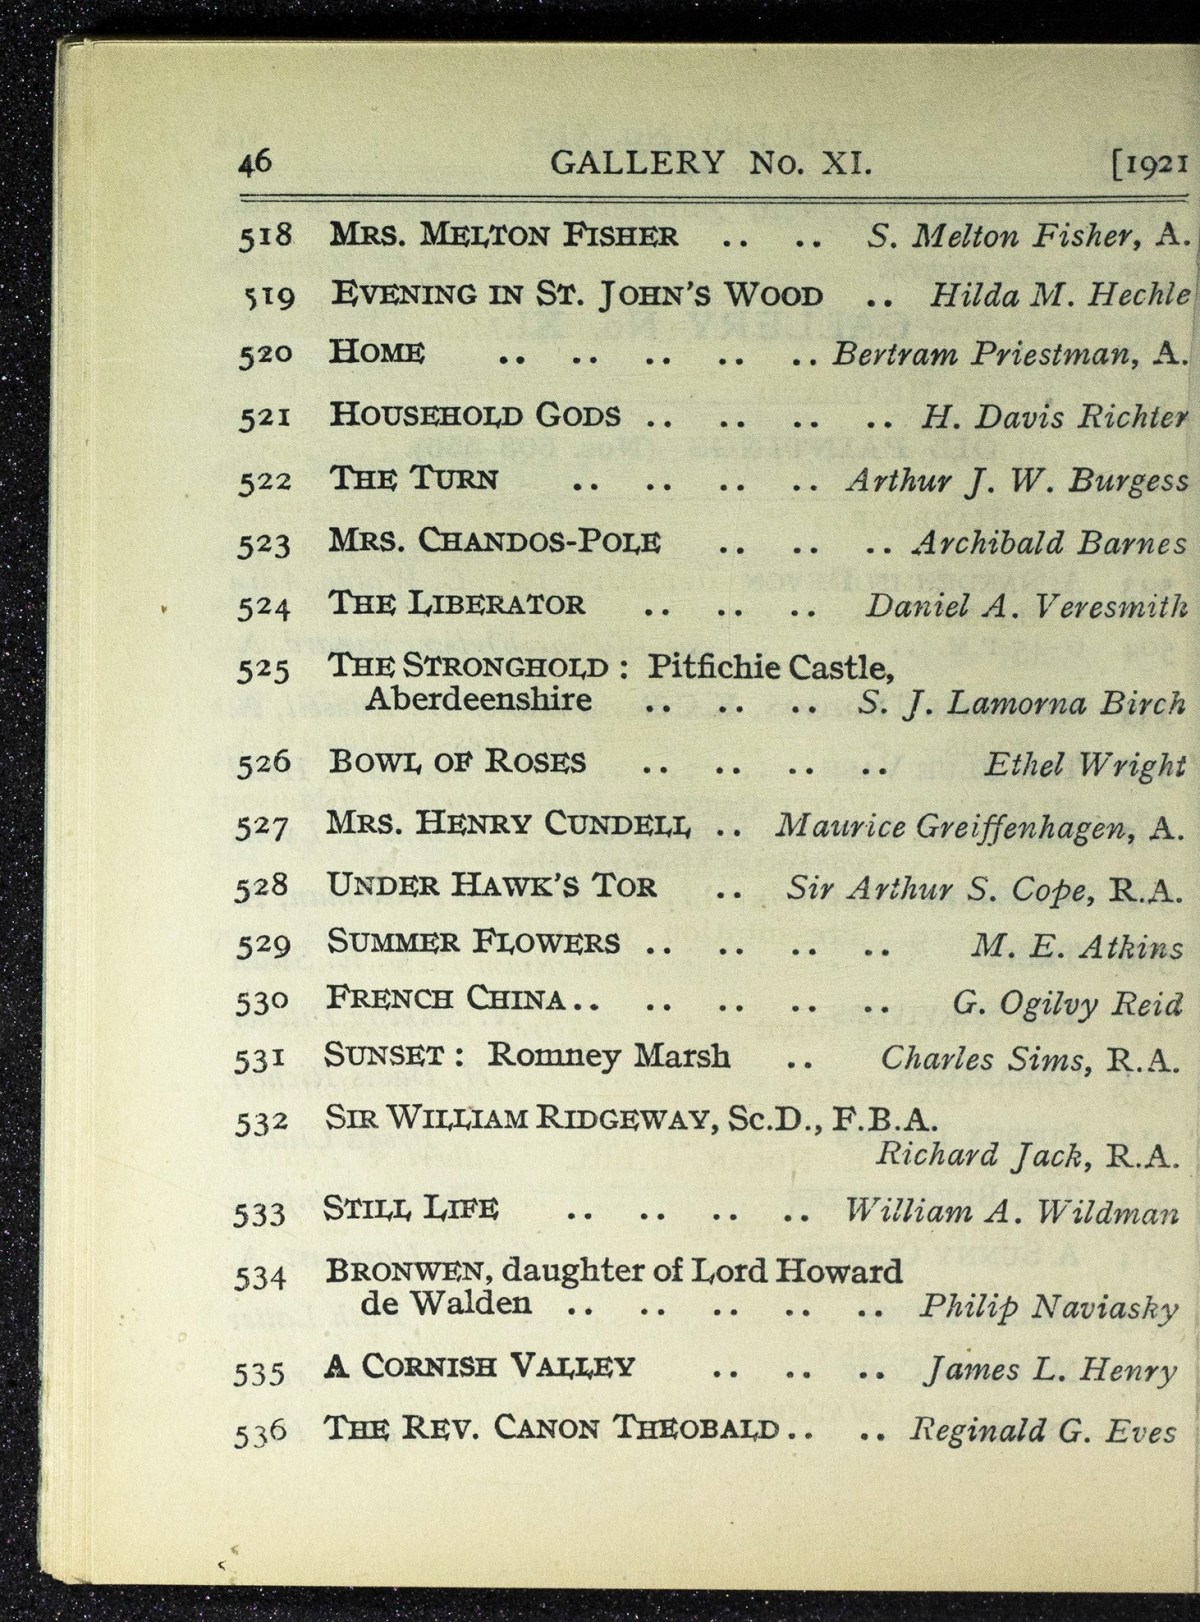 46 GALLERY No. XI. [1921
518 MRS. MELTON FISHER .. .. S. Melton Fisher, A.
519 EVENING IN ST. JOHN'S WOOD .. Hilda M. Hechle
520 HOME .. .. .. .. .. Bertram Priestman, A.
521 HOUSEHOLD GODS .. .. .. .. H. Davis Richter
522 THE TURN .. .. .. .. Arthur J. W. Burgess
523 MRS. CHANDOS-POLE .. .. .. Archibald Barnes
524 THE LIBERATOR .. .. .. Daniel A. Veresmith
525 THE STRONGHOLD : Pitfichie Castle,
Aberdeenshire .. .. .. S. J. Lamorna Birch
526 BOWL OF ROSES .. .. .. .. Ethel Wright
527 MRS. HENRY CUNDELL .. Maurice Greiffenhagen, A.
528 UNDER HAWK'S TOR .. Sir Arthur S. Cope, R.A.
529 SUMMER FLOWERS .. .. .. .. M. E. Atkins
530 FRENCH CHINA .. .. .. .. .. G. Ogilvy Reid
531 SUNSET : Romney Marsh .. Charles Sims, R.A.
532 SIR WILLIAM RIDGEWAY, Sc.D., F.B.A.
Richard Jack, R.A.
533 STILL LIFE .. .. .. .. William A. Wildman
534 BRONWEN, daughter of Lord Howard
de Walden .. .. .. .. .. Philip Naviasky
535 A CORNISH VALLEY .. .. .. James L. Henry
536 THE REV. CANON THEOBALD .. .. Reginald G. Eves